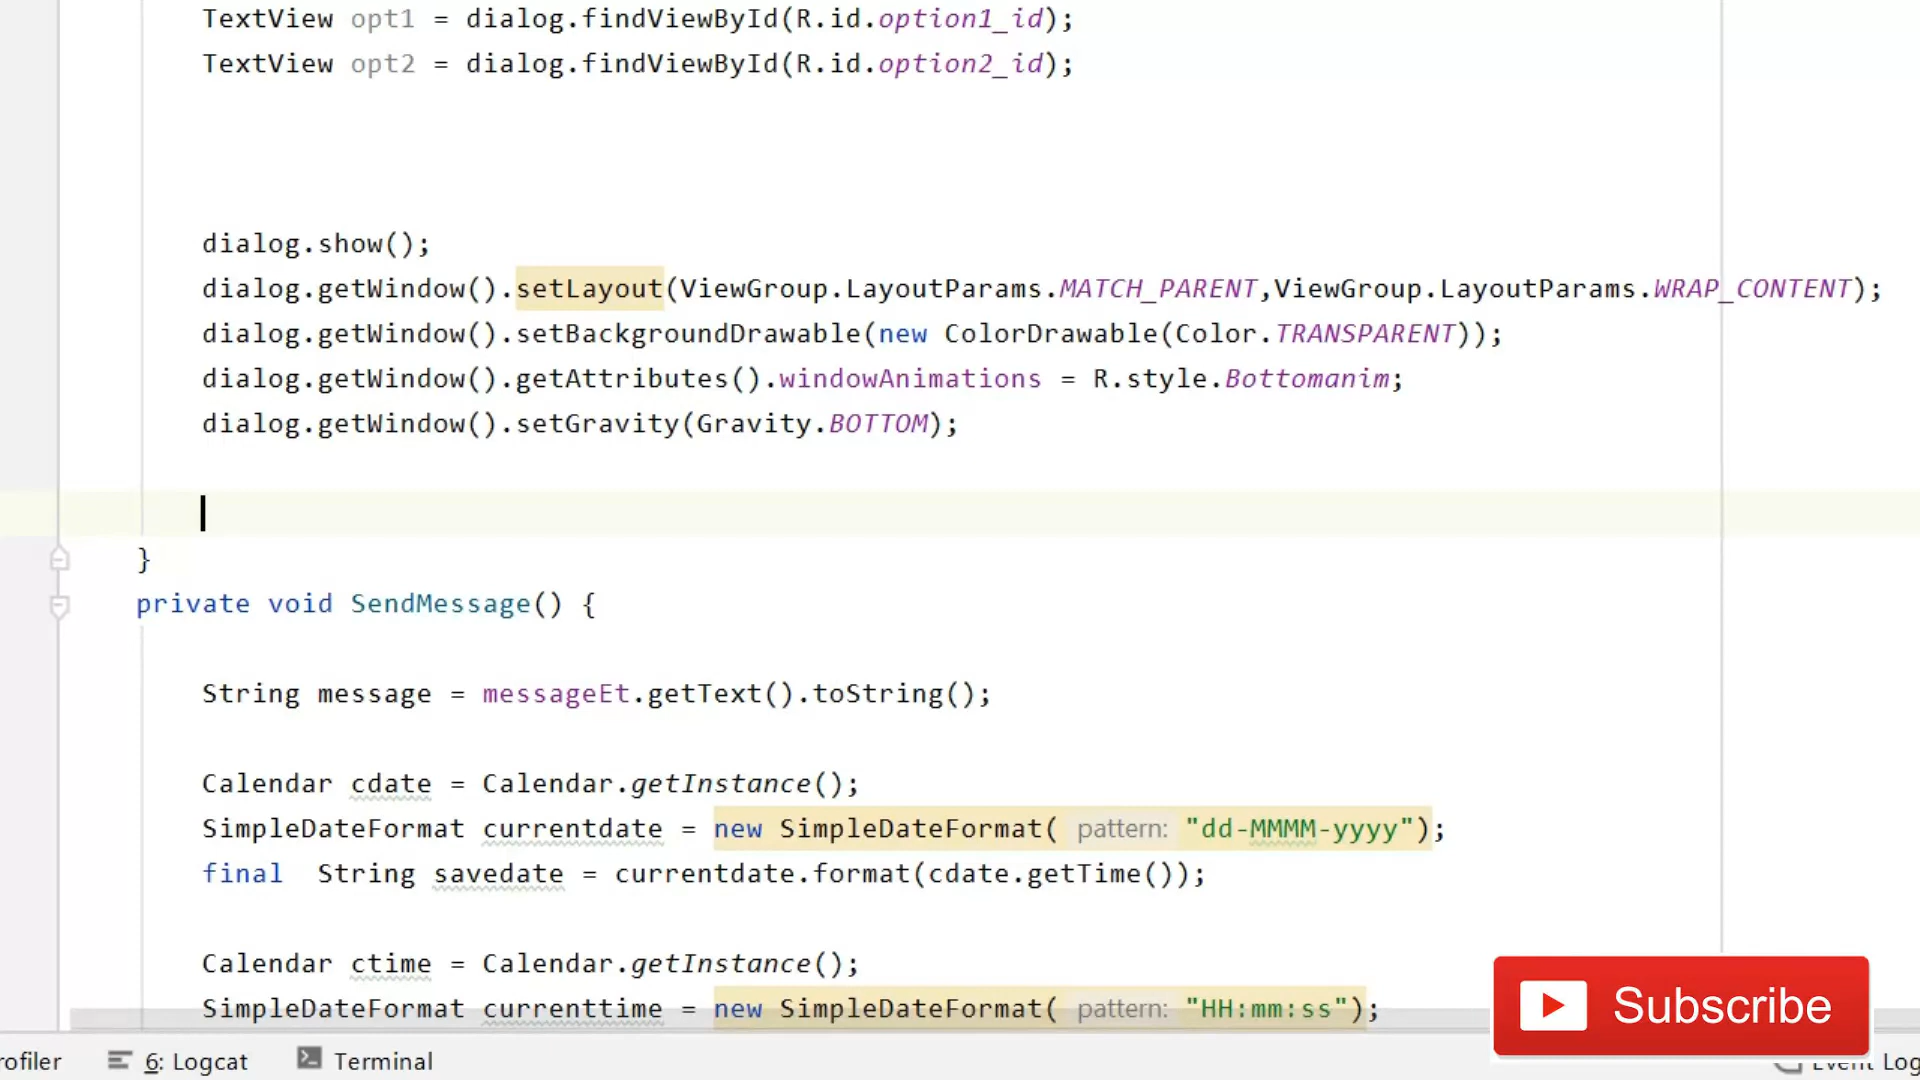 TextView opt1 = dialog.findViewById(R.id.option1_id);
TextView opt2 = dialog.findViewById(R.id.option2_id);
dialog.show();
dialog.getWindow().setLayout(ViewGroup.LayoutParams.MATCH_PARENT,ViewGroup.LayoutParams.WRAP_CONTENT);
dialog.getWindow().setBackgroundDrawable(new ColorDrawable(Color.TRANSPARENT));
dialog.getWindow().getAttributes().windowAnimations = R.style.Bottomanim;
dialog.getWindow().setGravity(Gravity.BOTTOM);
}
private void SendMessage() {
String message = messageEt.getText().toString();
Calendar cdate = Calendar.getInstance();
SimpleDateFormat currentdate = new SimpleDateFormat( pattern: "dd-MMMM-yyyy");
final String savedate = currentdate.format(cdate.getTime());
Calendar ctime = Calendar.getInstance();
SimpleDateFormat currenttime = new SimpleDateFormat( pattern: "HH:mm:ss");
Subscribe
rofiler 6: Logcat Terminal Event Log